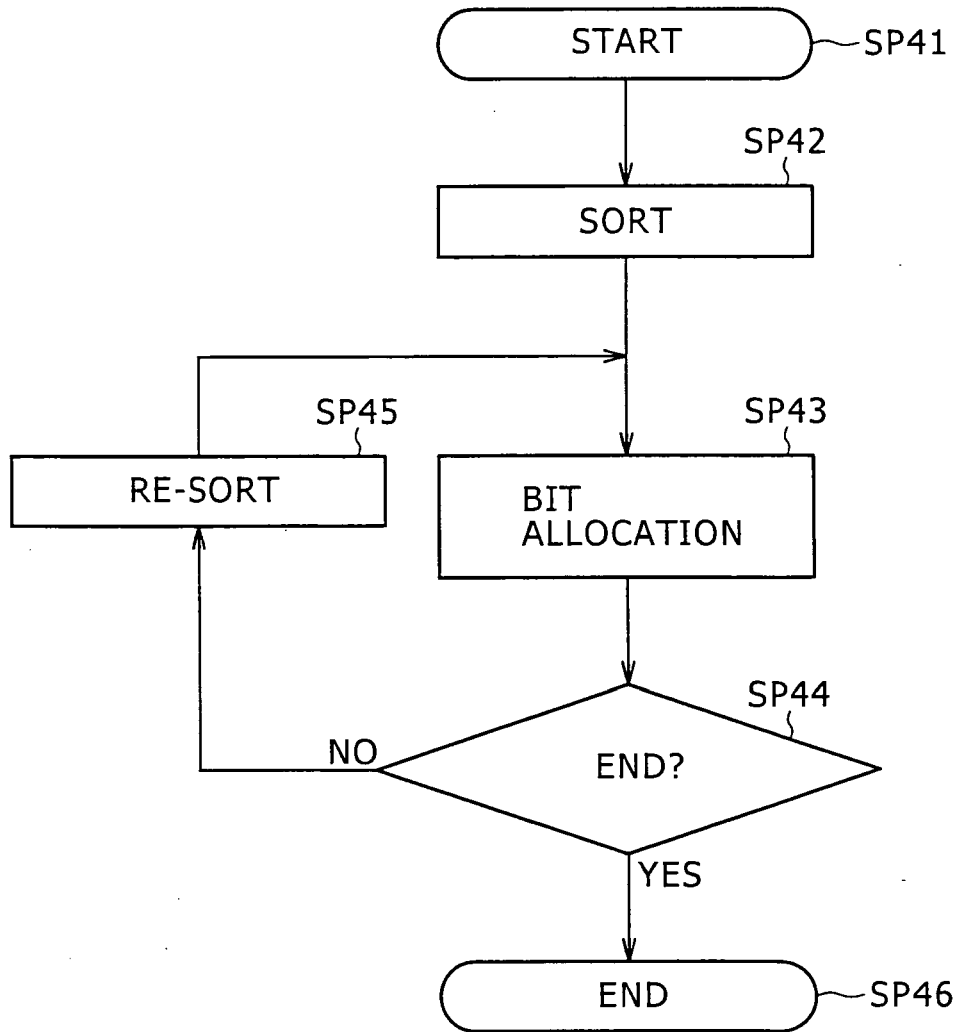 START
SP41
SP42
SORT
SP45
SP43
RE-SORT
BIT
ALLOCATION
SP44
NO
END?
YES
END
SP46